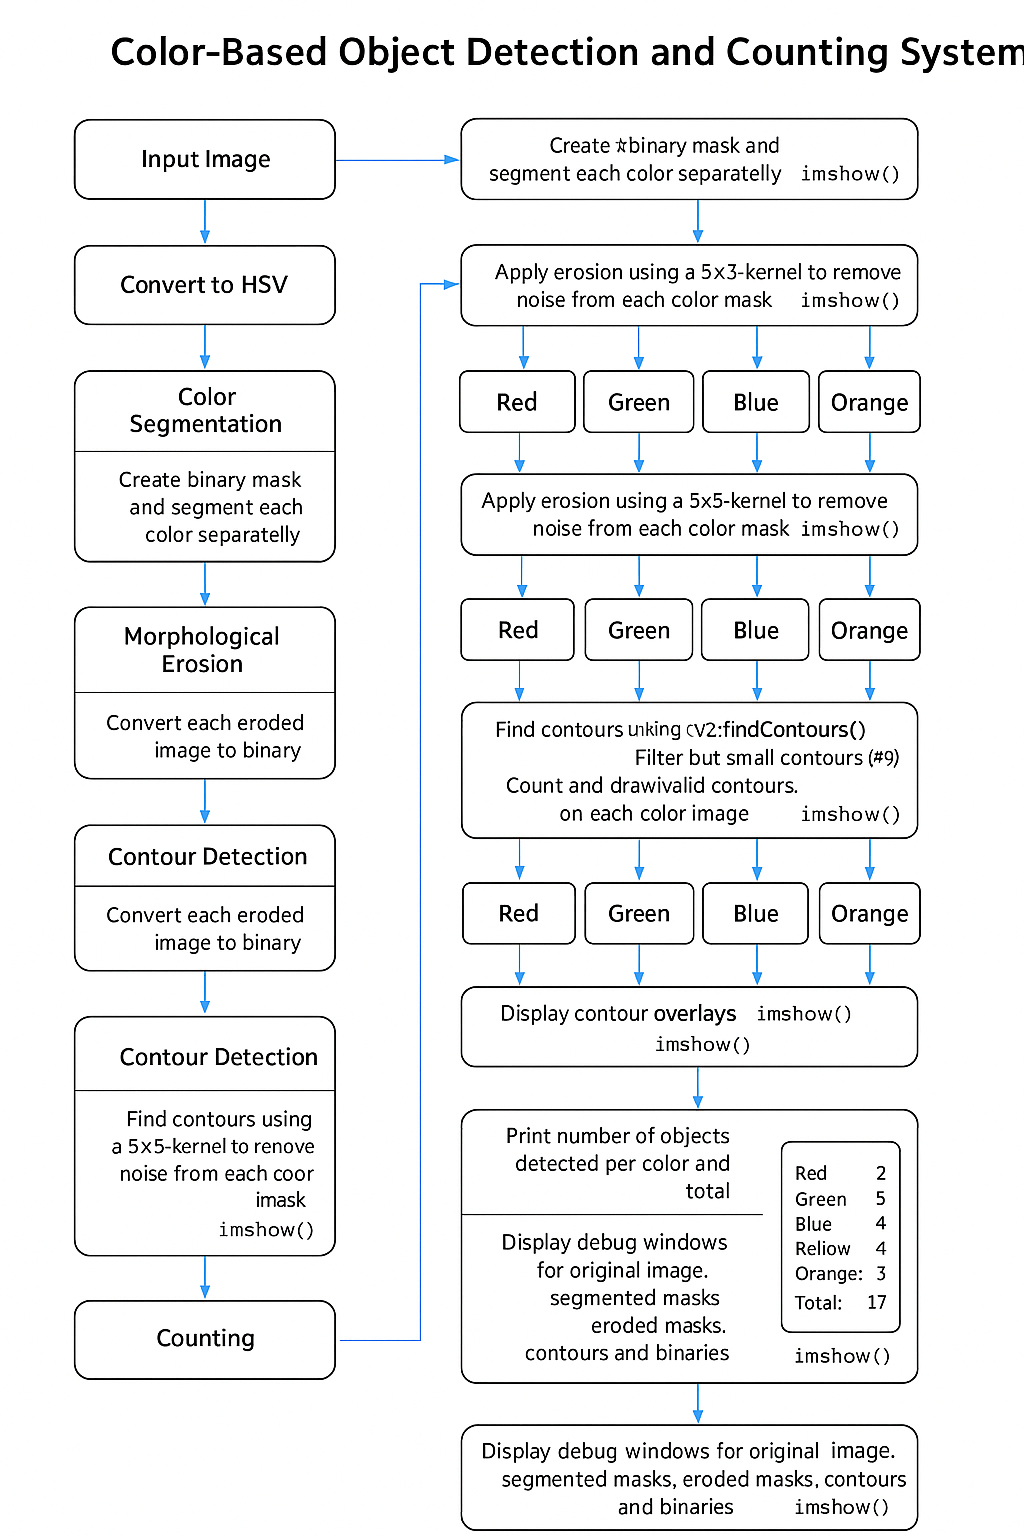 Color-Based Object Detection and Counting System
Input Image
Convert to HSV
Color
Segmentation
Create binary mask
and segment each
color separatelly
Morphological
Erosion
Convert each eroded
image to binary
Contour Detection
Convert each eroded
image to binary
Contour Detection
Find contours using
a 5x5-kernel to renove
noise from each coor
imask
imshow()
Counting
Create binary mask and
segment each color separatelly imshow()
Apply erosion using a 5x3-kernel to remove
noise from each color mask imshow()
Red Green Blue Orange
Apply erosion using a 5x5-kernel to remove
noise from each color mask imshow()
Red Green Blue Orange
Find contours cv2:findContours()
Filter but small contours (#9)
Count and drawivalid contours.
on each color image imshow()
Red Green Blue Orange
Display contour overlays imshow()
imshow()
Print number of objects
detected per color and
total
Display debug windows
for original image.
segmented masks
eroded masks.
contours and binaries
Red 2
Green 5
Blue 4
Reliow 4
Orange: 3
Total: 17
imshow()
Display debug windows for original image.
segmented masks, eroded masks, contours
and binaries imshow()